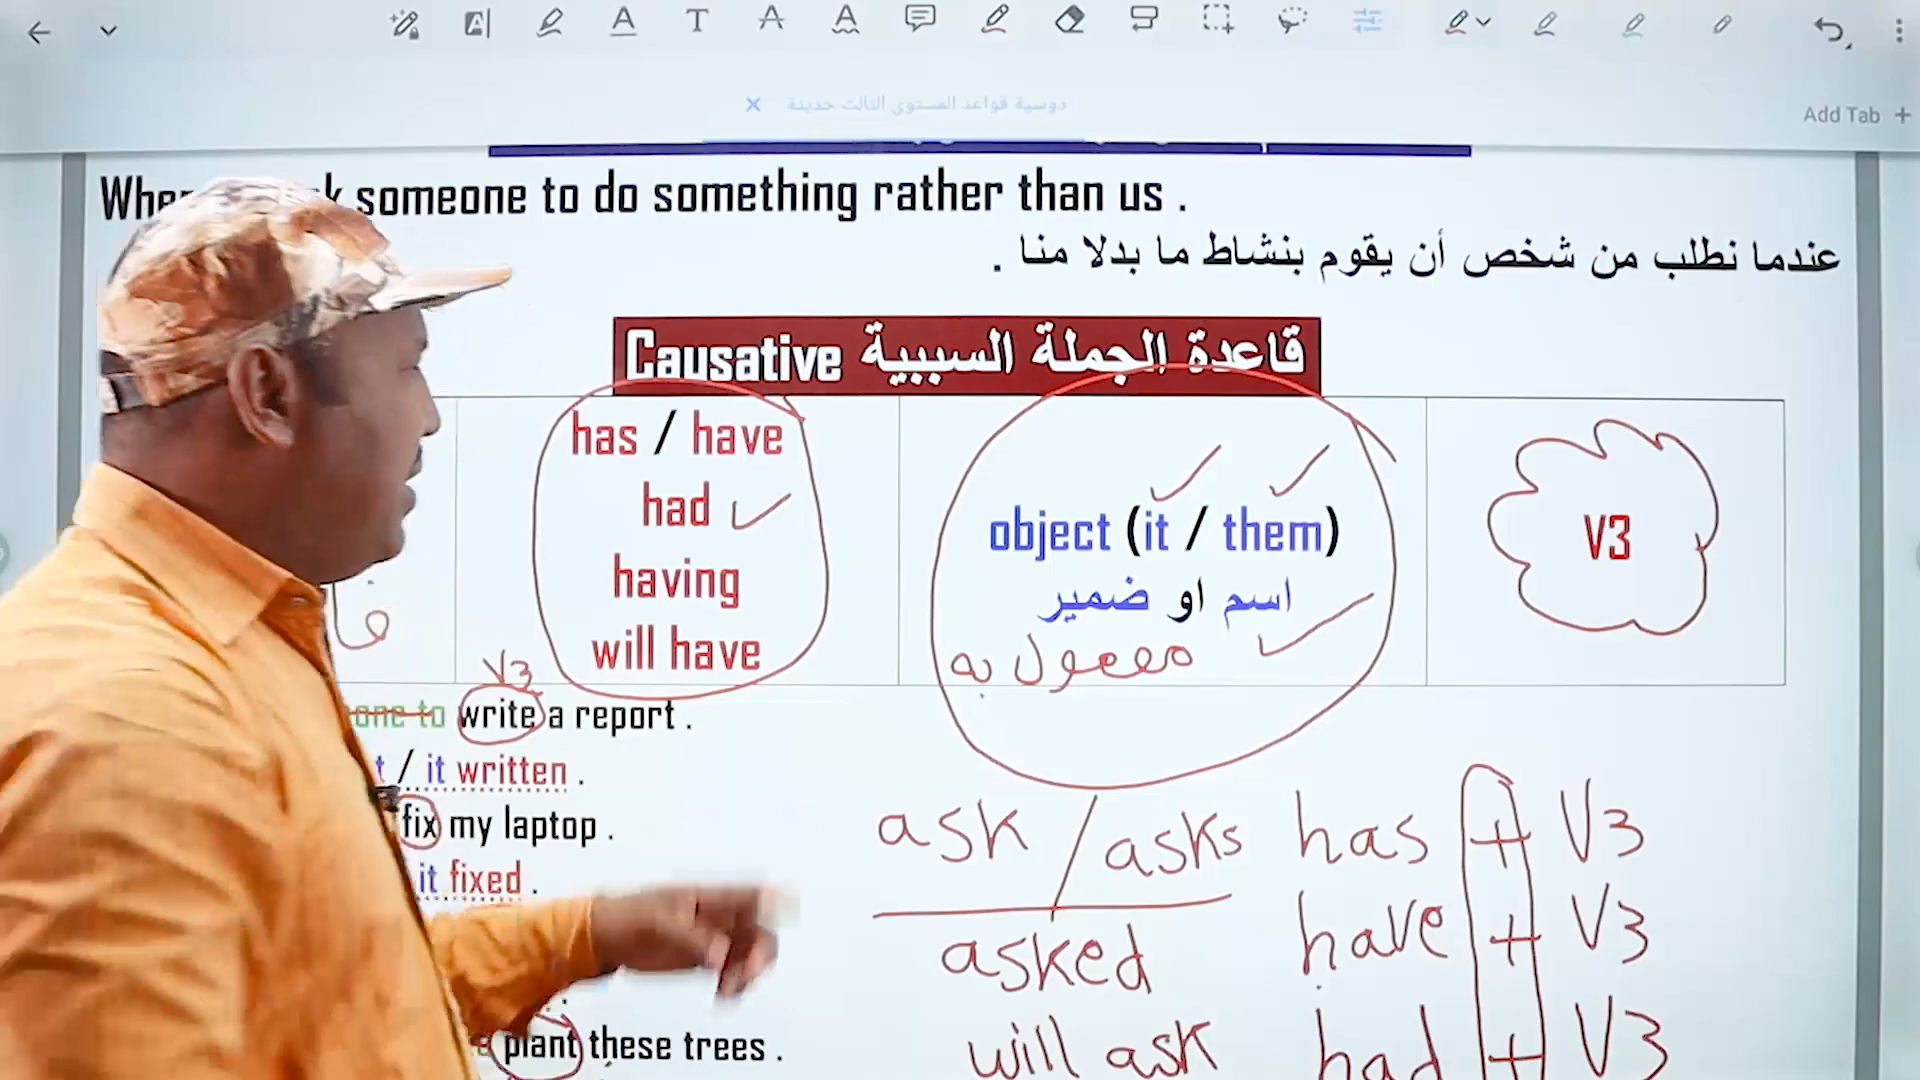 دوسية قواعد المستوى الثالث حديثة
Add Tab +
someone to do something rather than us .
عندما نطلب من شخص أن يقوم بنشاط ما بدلا منا .
Causative قاعدة الجملة السببية
has / have
had
having
will have
object (it / them)
اسم او ضمير
مفعول به
V3
V3
write a report .
/ it written .
fix my laptop .
it fixed .
plant these trees .
ask / asks
asked
will ask
has + V3
have + V3
had + V3